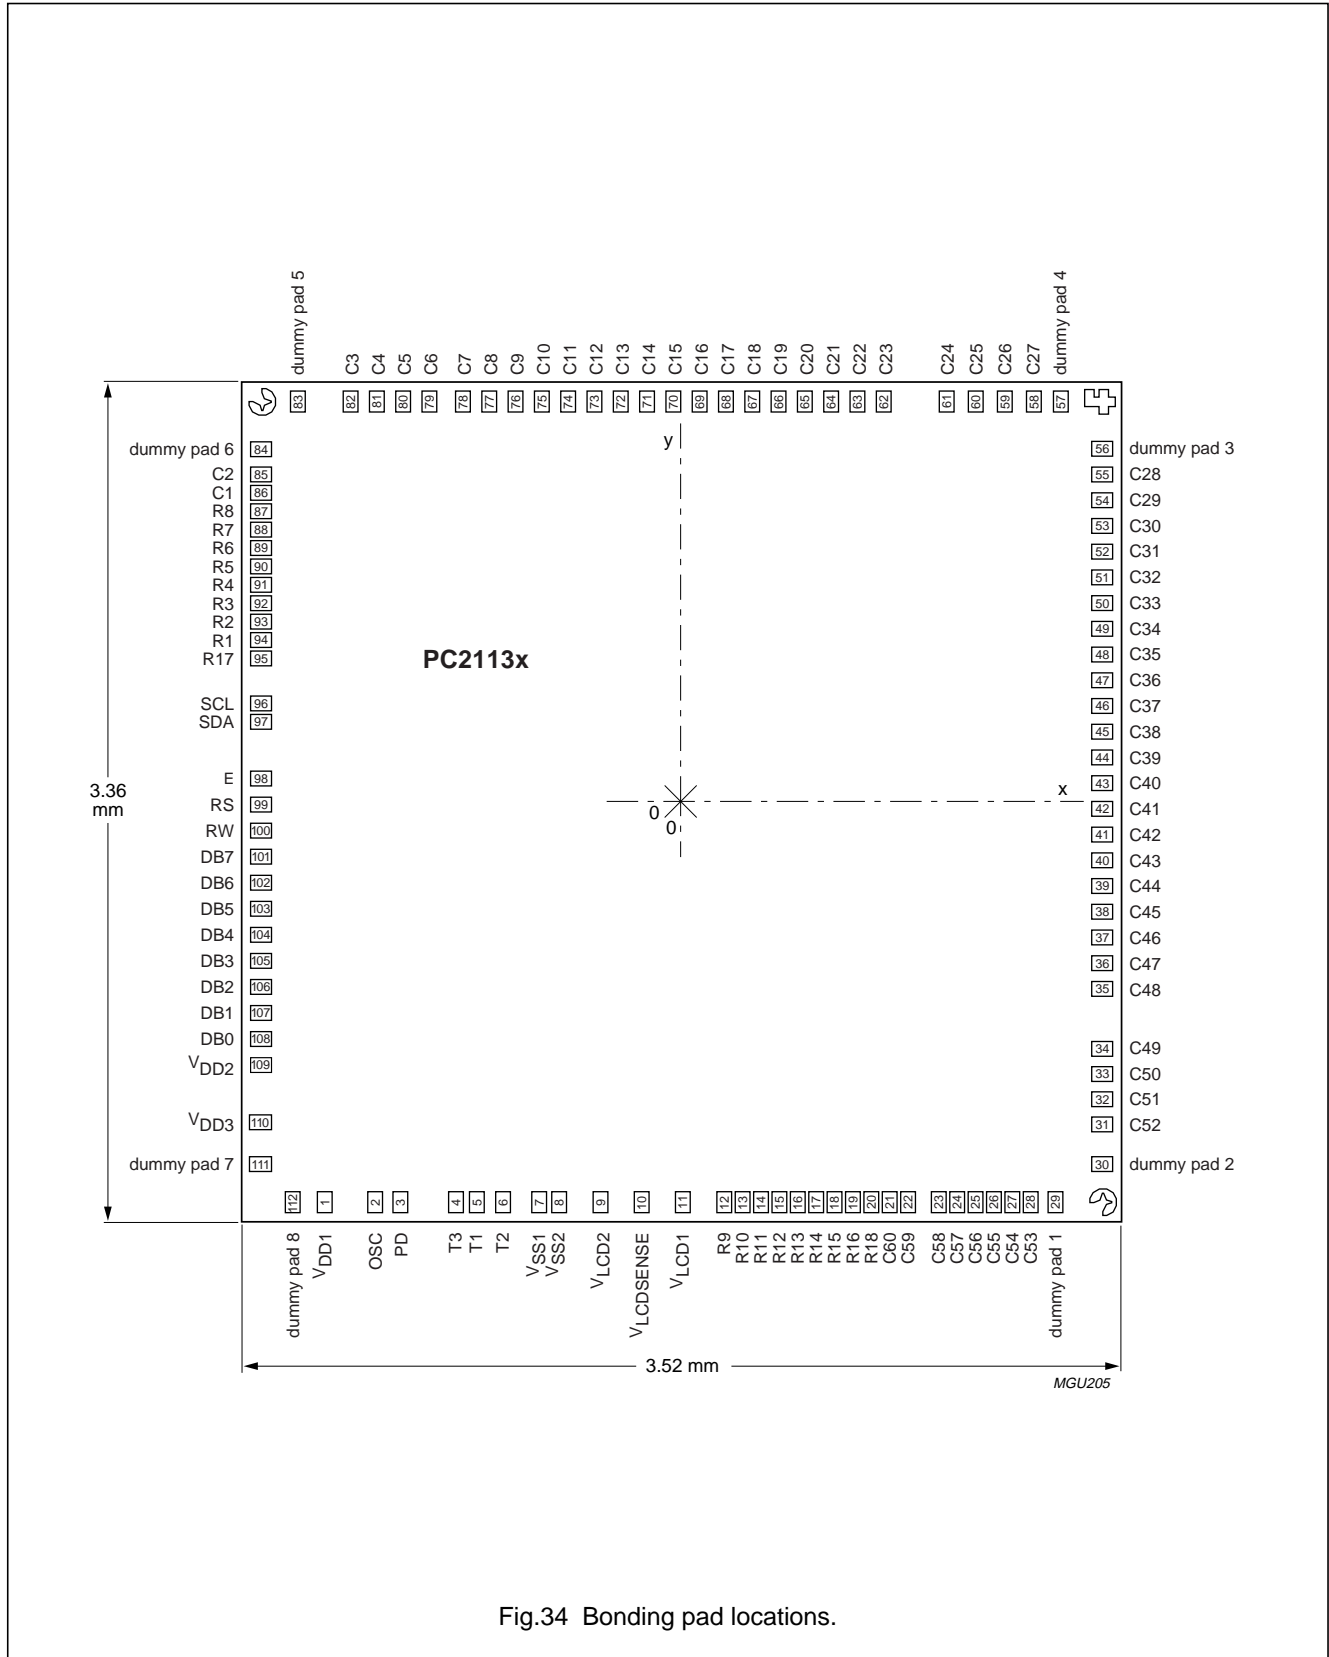 dummy pad 5
C3
C4
C5
C6
C7
C8
C9
C10
C11
C12
C13
C14
C15
C16
C17
C18
C19
C20
C21
C22
C23
C24
C25
C26
C27
dummy pad 4
83
82
81
80
79
78
77
76
75
74
73
72
71
70
69
68
67
66
65
64
63
62
61
60
59
58
57
dummy pad 6 84
C2 85
C1 86
R8 87
R7 88
R6 89
R5 90
R4 91
R3 92
R2 93
R1 94
R17 95
SCL 96
SDA 97
E 98
RS 99
RW 100
DB7 101
DB6 102
DB5 103
DB4 104
DB3 105
DB2 106
DB1 107
DB0 108
VDD2 109
VDD3 110
dummy pad 7 111
y
PC2113x
x
0
0
3.36
mm
56 dummy pad 3
55 C28
54 C29
53 C30
52 C31
51 C32
50 C33
49 C34
48 C35
47 C36
46 C37
45 C38
44 C39
43 C40
42 C41
41 C42
40 C43
39 C44
38 C45
37 C46
36 C47
35 C48
34 C49
33 C50
32 C51
31 C52
30 dummy pad 2
112
1
2
3
4
5
6
7
8
9
10
11
12
13
14
15
16
17
18
19
20
21
22
23
24
25
26
27
28
29
dummy pad 8
VDD1
OSC
PD
T3
T1
T2
VSS1
VSS2
VLCD2
VLCDSENSE
VLCD1
R9
R10
R11
R12
R13
R14
R15
R16
R18
C60
C59
C58
C57
C56
C55
C54
C53
dummy pad 1
3.52 mm
MGU205
Fig.34 Bonding pad locations.